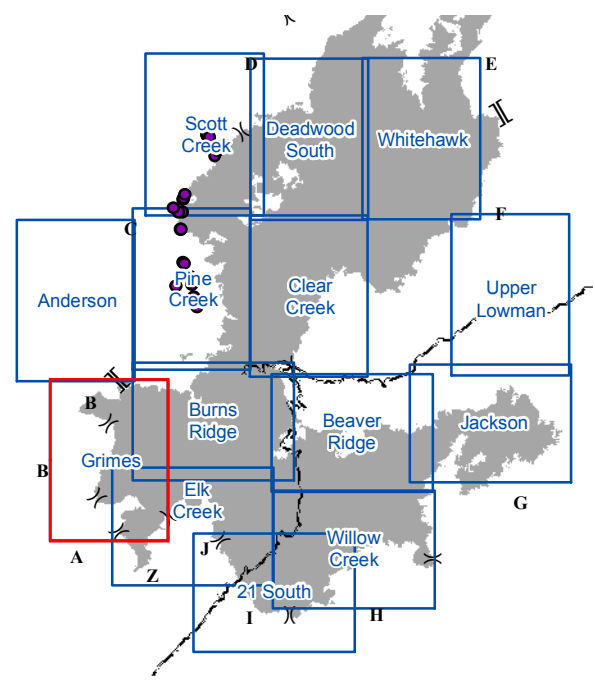 D
E
Scott
Creek
Deadwood
South
Whitehawk
C
F
Anderson
Pine
Creek
Clear
Creek
Upper
Lowman
B
Burns
Ridge
Beaver
Ridge
Jackson
B
Grimes
Elk
Creek
G
A
Z
J
Willow
Creek
21 South
I
H